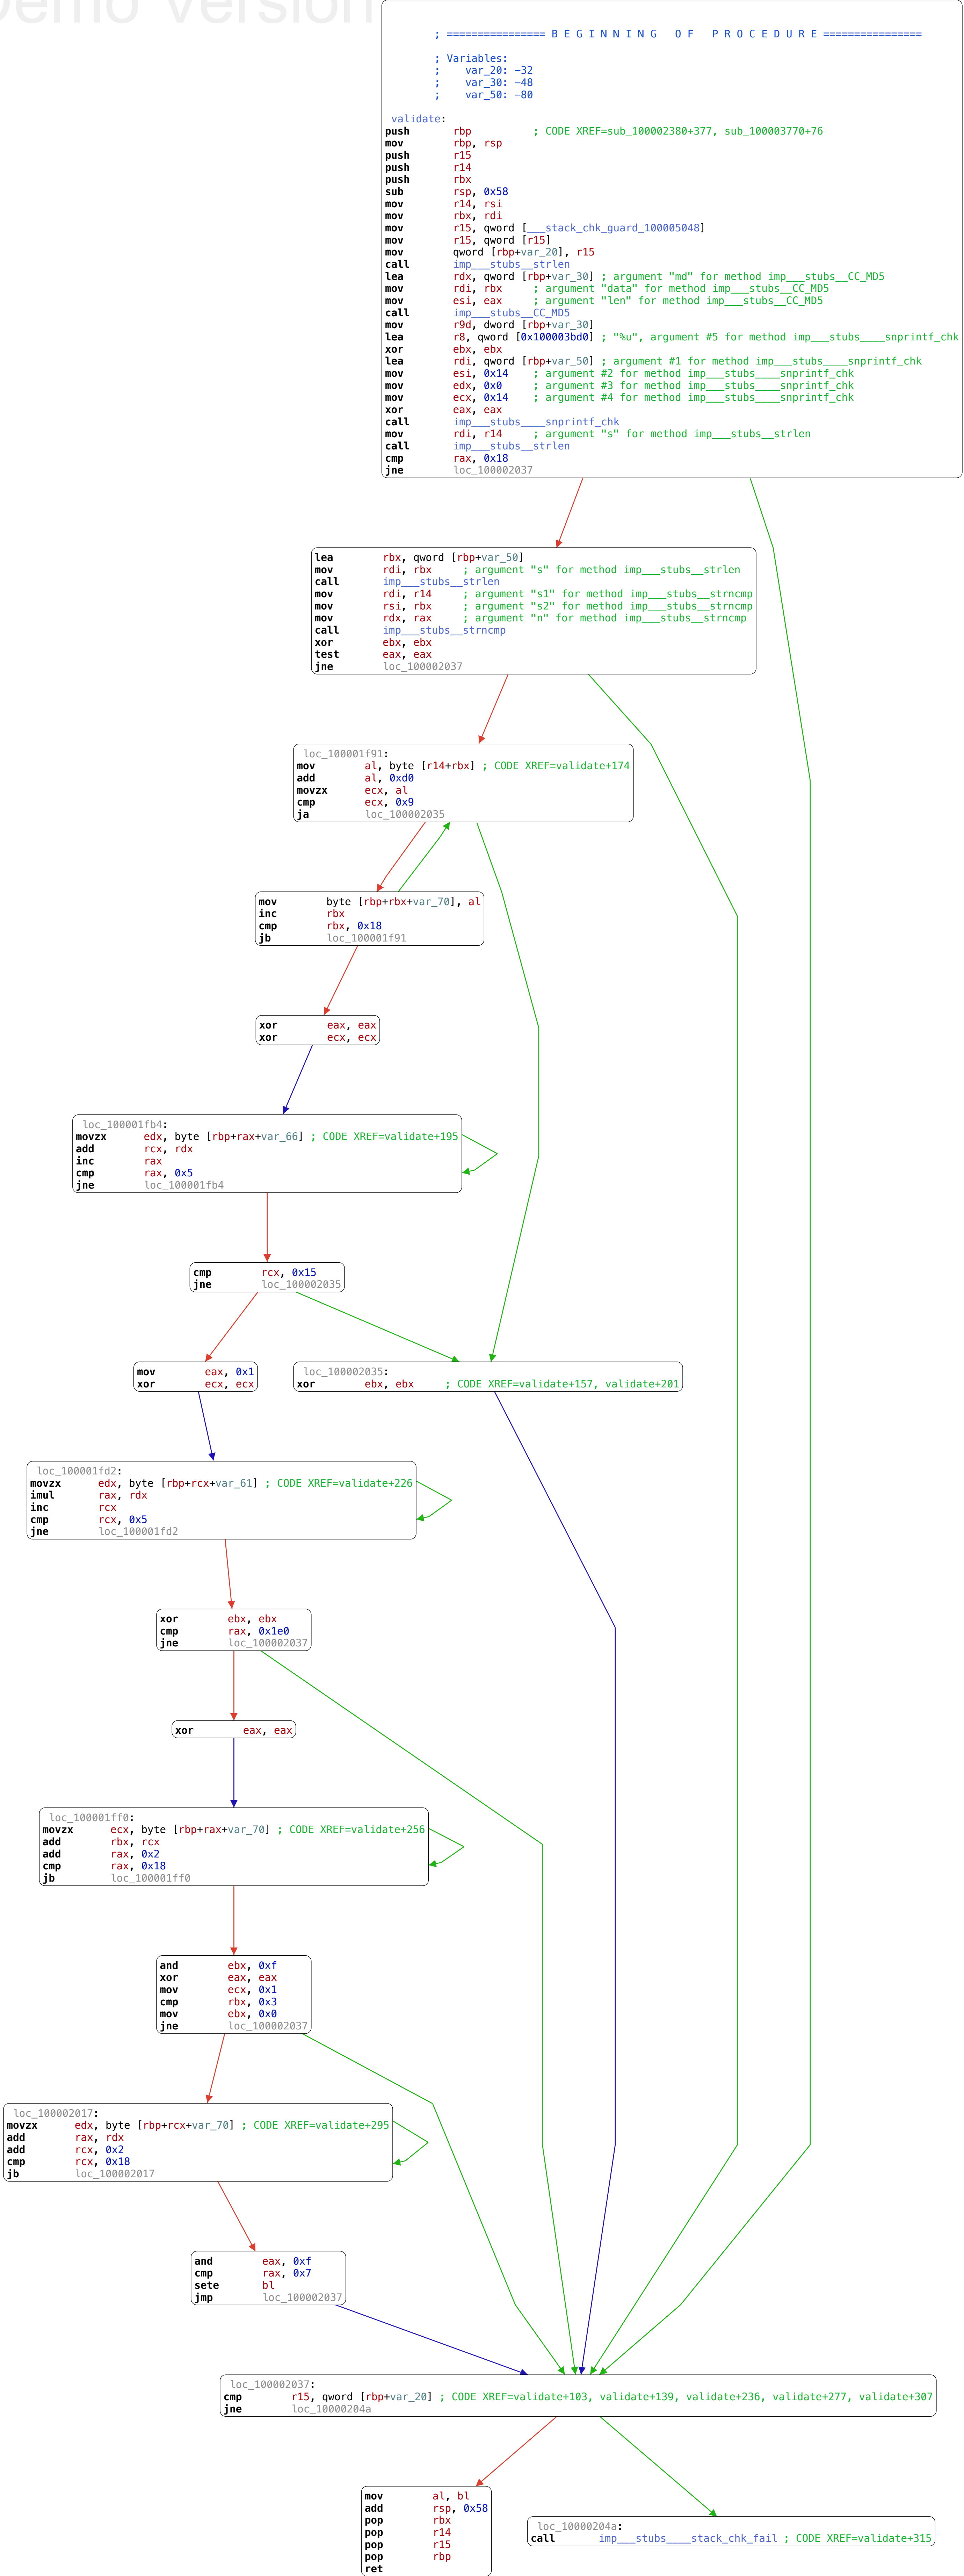 Demo Version
; ================ B E G I N N I N G   O F   P R O C E D U R E ================
; Variables:
;    var_20: -32
;    var_30: -48
;    var_50: -80
validate:
push rbp ; CODE XREF=sub_100002380+377, sub_100003770+76
mov rbp, rsp
push r15
push r14
push rbx
sub rsp, 0x58
mov r14, rsi
mov rbx, rdi
mov r15, qword [___stack_chk_guard_100005048]
mov r15, qword [r15]
mov qword [rbp+var_20], r15
call imp___stubs__strlen
lea rdx, qword [rbp+var_30] ; argument "md" for method imp___stubs__CC_MD5
mov rdi, rbx ; argument "data" for method imp___stubs__CC_MD5
mov esi, eax ; argument "len" for method imp___stubs__CC_MD5
call imp___stubs__CC_MD5
mov r9d, dword [rbp+var_30]
lea r8, qword [0x100003bd0] ; "%u", argument #5 for method imp___stubs____snprintf_chk
xor ebx, ebx
lea rdi, qword [rbp+var_50] ; argument #1 for method imp___stubs____snprintf_chk
mov esi, 0x14 ; argument #2 for method imp___stubs____snprintf_chk
mov edx, 0x0 ; argument #3 for method imp___stubs____snprintf_chk
mov ecx, 0x14 ; argument #4 for method imp___stubs____snprintf_chk
xor eax, eax
call imp___stubs____snprintf_chk
mov rdi, r14 ; argument "s" for method imp___stubs__strlen
call imp___stubs__strlen
cmp rax, 0x18
jne loc_100002037
lea rbx, qword [rbp+var_50]
mov rdi, rbx ; argument "s" for method imp___stubs__strlen
call imp___stubs__strlen
mov rdi, r14 ; argument "s1" for method imp___stubs__strncmp
mov rsi, rbx ; argument "s2" for method imp___stubs__strncmp
mov rdx, rax ; argument "n" for method imp___stubs__strncmp
call imp___stubs__strncmp
xor ebx, ebx
test eax, eax
jne loc_100002037
loc_100001f91:
mov al, byte [r14+rbx] ; CODE XREF=validate+174
add al, 0xd0
movzx ecx, al
cmp ecx, 0x9
ja loc_100002035
mov byte [rbp+rbx+var_70], al
inc rbx
cmp rbx, 0x18
jb loc_100001f91
xor eax, eax
xor ecx, ecx
loc_100001fb4:
movzx edx, byte [rbp+rax+var_66] ; CODE XREF=validate+195
add rcx, rdx
inc rax
cmp rax, 0x5
jne loc_100001fb4
cmp rcx, 0x15
jne loc_100002035
mov eax, 0x1
xor ecx, ecx
loc_100002035:
xor ebx, ebx ; CODE XREF=validate+157, validate+201
loc_100001fd2:
movzx edx, byte [rbp+rcx+var_61] ; CODE XREF=validate+226
imul rax, rdx
inc rcx
cmp rcx, 0x5
jne loc_100001fd2
xor ebx, ebx
cmp rax, 0x1e0
jne loc_100002037
xor eax, eax
loc_100001ff0:
movzx ecx, byte [rbp+rax+var_70] ; CODE XREF=validate+256
add rbx, rcx
add rax, 0x2
cmp rax, 0x18
jb loc_100001ff0
and ebx, 0xf
xor eax, eax
mov ecx, 0x1
cmp rbx, 0x3
mov ebx, 0x0
jne loc_100002037
loc_100002017:
movzx edx, byte [rbp+rcx+var_70] ; CODE XREF=validate+295
add rax, rdx
add rcx, 0x2
cmp rcx, 0x18
jb loc_100002017
and eax, 0xf
cmp rax, 0x7
sete bl
jmp loc_100002037
loc_100002037:
cmp r15, qword [rbp+var_20] ; CODE XREF=validate+103, validate+139, validate+236, validate+277, validate+307
jne loc_10000204a
mov al, bl
add rsp, 0x58
pop rbx
pop r14
pop r15
pop rbp
ret
loc_10000204a:
call imp___stubs____stack_chk_fail ; CODE XREF=validate+315